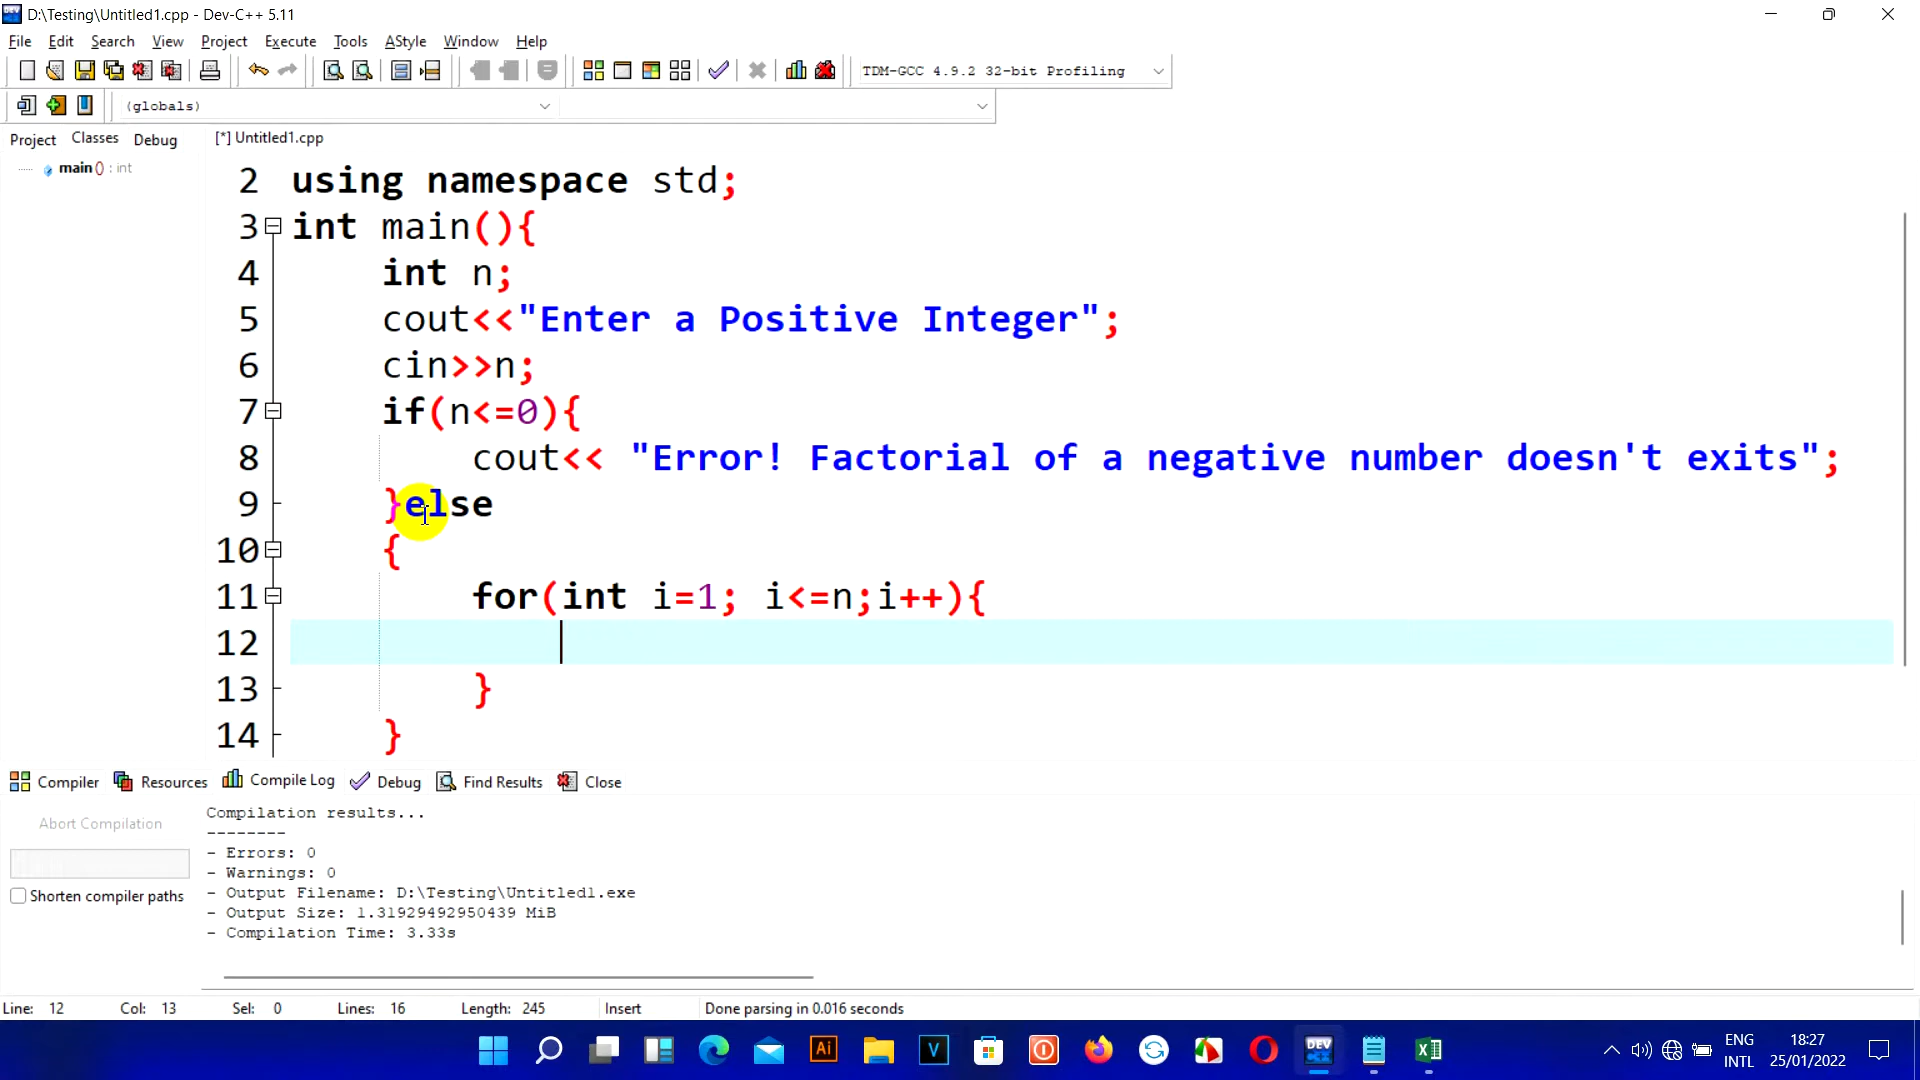 D:\Testing\Untitled1.cpp - Dev-C++ 5.11
File Edit Search View Project Execute Tools AStyle Window Help
TDM-GCC 4.9.2 32-bit Profiling
(globals)
Project Classes Debug
[*] Untitled1.cpp
main () : int
2 using namespace std;
3 int main(){
4 int n;
5 cout<<"Enter a Positive Integer";
6 cin>>n;
7 if(n<=0){
8 cout<< "Error! Factorial of a negative number doesn't exits";
9 }else
10 {
11 for(int i=1; i<=n;i++){
12
13 }
14 }
Compiler Resources Compile Log Debug Find Results Close
Abort Compilation
Shorten compiler paths
Compilation results...
--------
- Errors: 0
- Warnings: 0
- Output Filename: D:\Testing\Untitled1.exe
- Output Size: 1.31929492950439 MiB
- Compilation Time: 3.33s
Line: 12 Col: 13 Sel: 0 Lines: 16 Length: 245 Insert Done parsing in 0.016 seconds
Ai
V
DEV
C++
ENG
INTL
18:27
25/01/2022